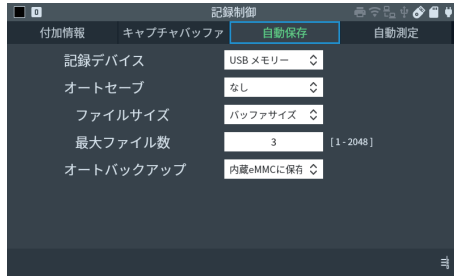 0 記録制御
付加情報 キャプチャバッファ 自動保存 自動測定
記録デバイス USB メモリー
オートセーブ なし
ファイルサイズ バッファサイズ
最大ファイル数 3 [1-2048]
オートバックアップ 内蔵eMMCに保存